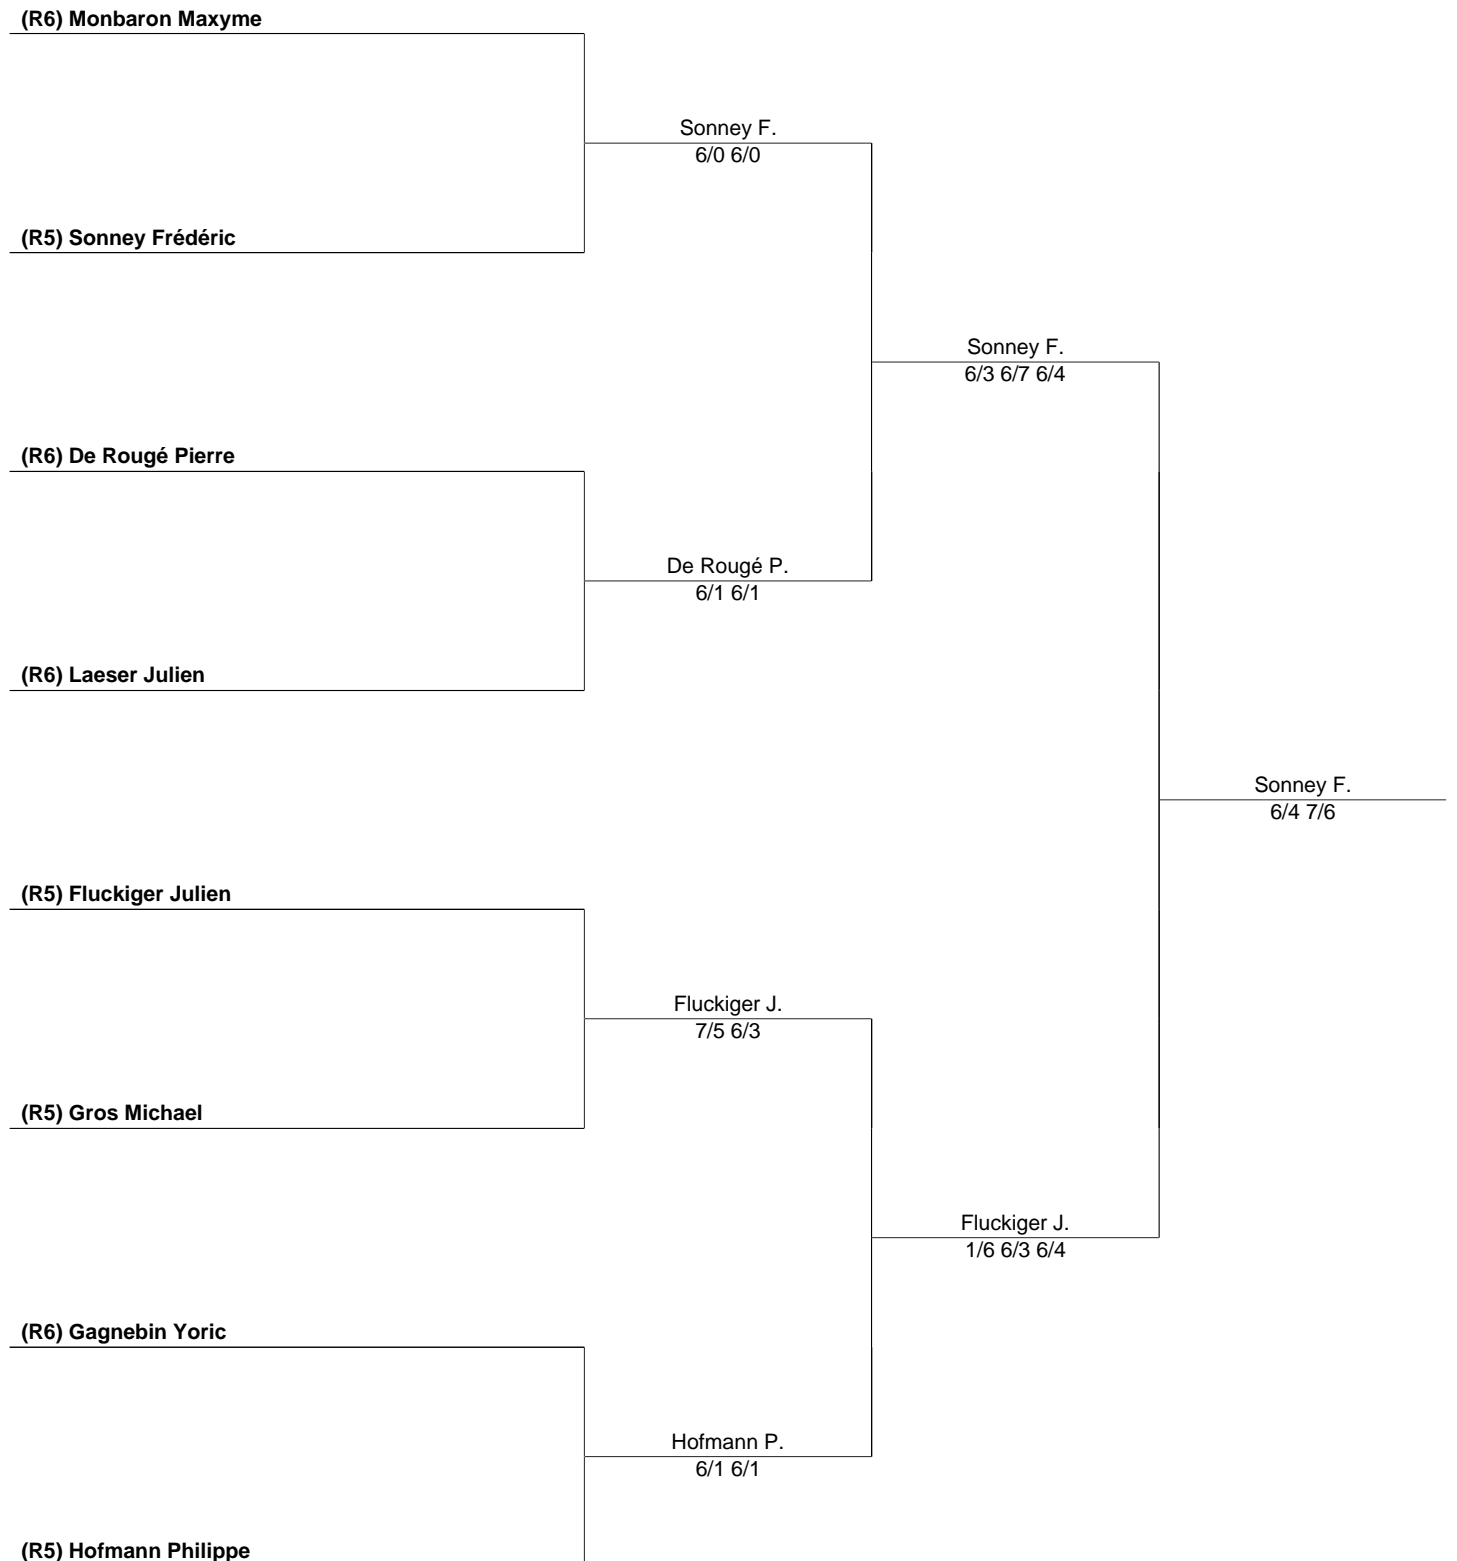 (R6) Monbaron Maxyme
Sonney F.
6/0 6/0
(R5) Sonney Frédéric
Sonney F.
6/3 6/7 6/4
(R6) De Rougé Pierre
De Rougé P.
6/1 6/1
(R6) Laeser Julien
Sonney F.
6/4 7/6
(R5) Fluckiger Julien
Fluckiger J.
7/5 6/3
(R5) Gros Michael
Fluckiger J.
1/6 6/3 6/4
(R6) Gagnebin Yoric
Hofmann P.
6/1 6/1
(R5) Hofmann Philippe